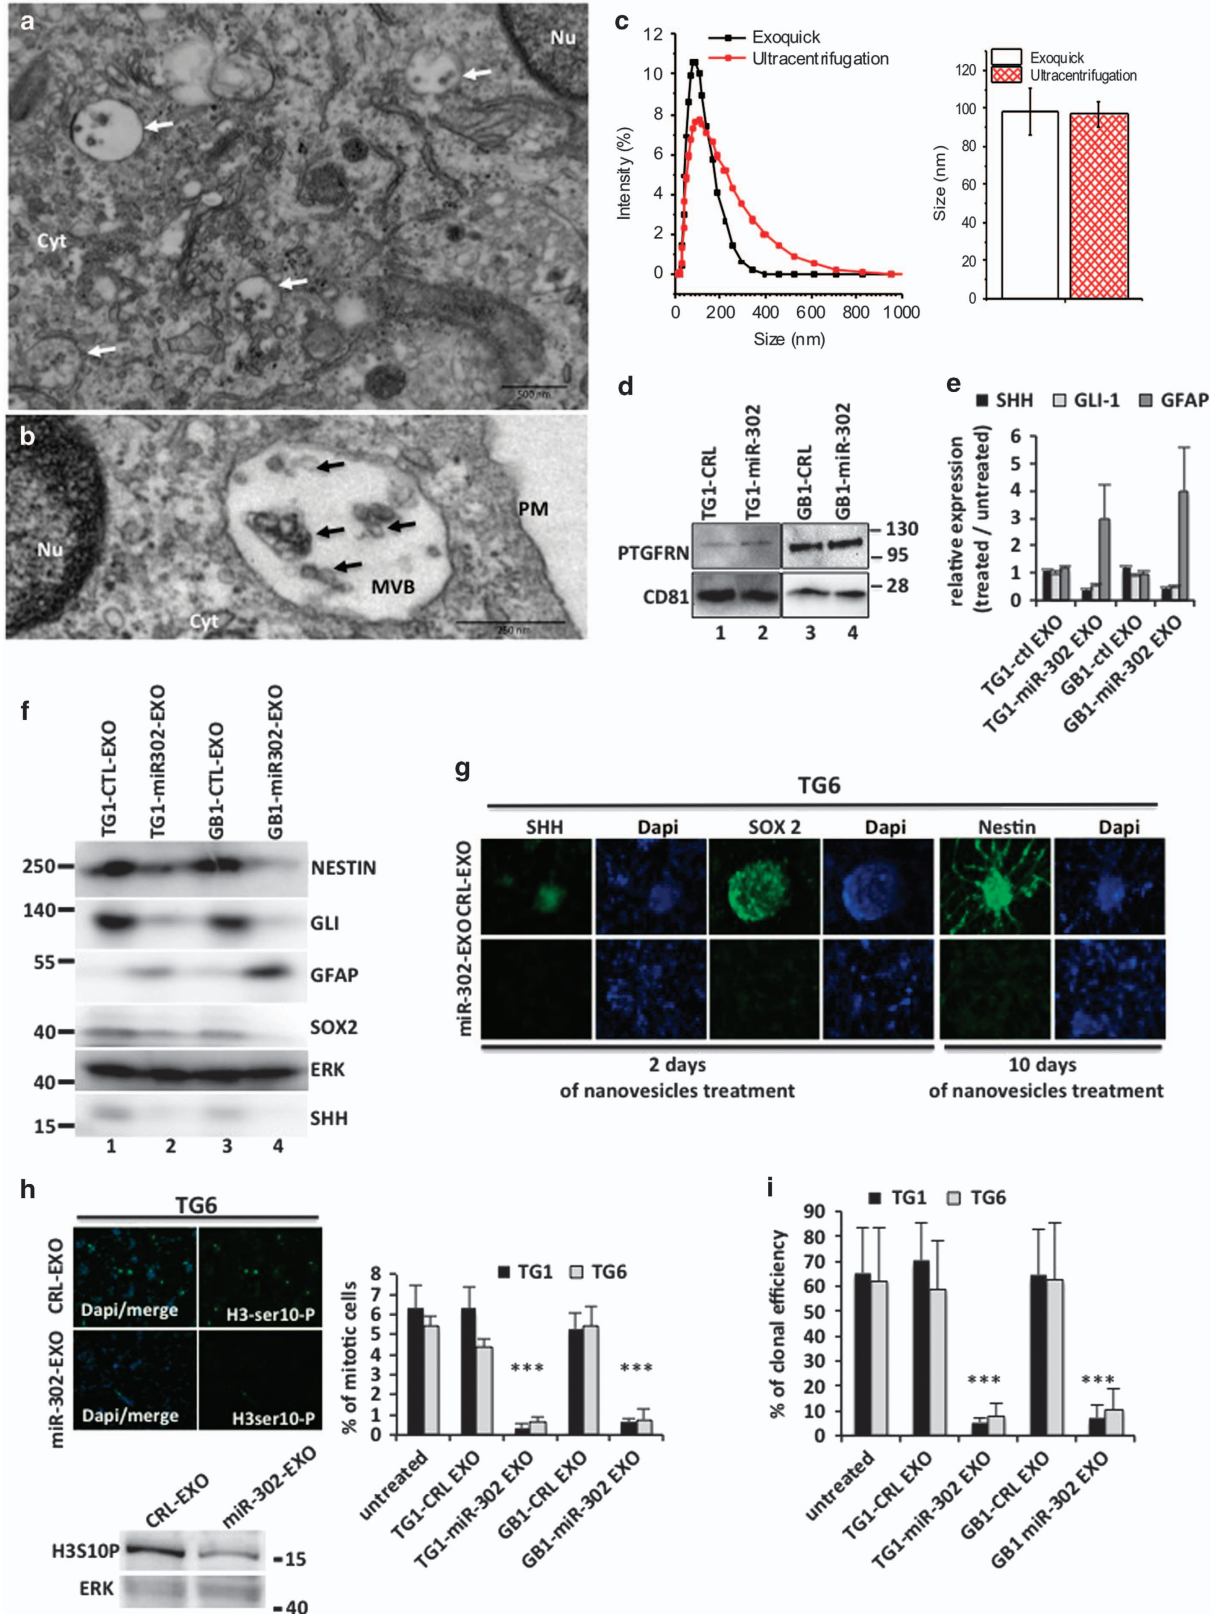 a
Nu
Cyt
500 nm
b
Nu
MVB
PM
Cyt
250 nm
c
Exoquick
Ultracentrifugation
12
10
8
6
4
2
0
Intensity (%)
0 200 400 600 800 1000
Size (nm)
Exoquick
Ultracentrifugation
120
100
80
60
40
20
0
Size (nm)
d
TG1-CRL
TG1-miR-302
GB1-CRL
GB1-miR-302
PTGFRN
130
95
CD81
28
1 2 3 4
e
SHH GLI-1 GFAP
6
5
4
3
2
1
0
relative expression
(treated / untreated)
TG1-ctl EXO
TG1-miR-302 EXO
GB1-ctl EXO
GB1-miR-302 EXO
f
TG1-CTL-EXO
TG1-miR302-EXO
GB1-CTL-EXO
GB1-miR302-EXO
250 NESTIN
140 GLI
55 GFAP
40 SOX2
40 ERK
15 SHH
1 2 3 4
g
TG6
SHH Dapi SOX 2 Dapi Nestin Dapi
CRL-EXO
miR-302-EXO
2 days
of nanovesicles treatment
10 days
of nanovesicles treatment
h
TG6
CRL-EXO
Dapi/merge H3-ser10-P
miR-302-EXO
Dapi/merge H3ser10-P
CRL-EXO
miR-302-EXO
H3S10P
15
ERK
40
TG1 TG6
8
7
6
5
4
3
2
1
0
% of mitotic cells
*** ***
untreated
TG1-CRL EXO
TG1-miR-302 EXO
GB1-CRL EXO
GB1-miR-302 EXO
i
TG1 TG6
90
80
70
60
50
40
30
20
10
0
% of clonal efficiency
*** ***
untreated
TG1-CRL EXO
TG1-miR-302 EXO
GB1-CRL EXO
GB1 miR-302 EXO